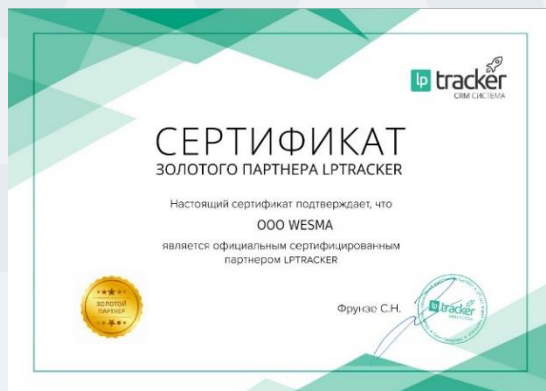 lp tracker
CRM СИСТЕМА
СЕРТИФИКАТ
ЗОЛОТОГО ПАРТНЕРА LPTRACKER
Настоящий сертификат подтверждает, что
ООО WESMA
является официальным сертифицированным
партнером LPTRACKER
ЗОЛОТОЙ
ПАРТНЕР
Фрунзе С.Н.
lp tracker